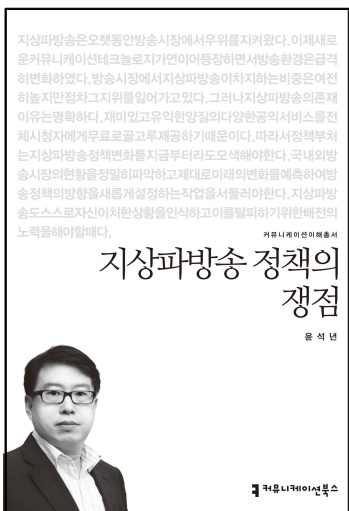 지상파방송은오랫동안방송시장에서우위를지켜왔다.이제새로
운커뮤니케이션테크놀로지가연이어등장하면서방송환경은급격
히변화하였다.방송시장에서지상파방송이차지하는비중은여전
히높지만점차그지위를잃어가고있다.그러나지상파방송의존재
이유는명확하다.재미있고유익한양질의다양한공익서비스를전
체시청자에게무료로골고루제공하기때문이다.따라서정책부처
는지상파방송정책변화를지금부터라도모색해야한다.국내외방
송시장의현황을정밀히파악하고제대로미래의변화를예측하여방
송정책의방향을새롭게설정하는작업을서둘러야한다.지상파방
송도스스로자신이처한상황을인식하고이를탈피하기위한배전의
노력을해야할때다.
커뮤니케이션이해총서
지상파방송 정책의
쟁점
윤석년
커뮤니케이션북스